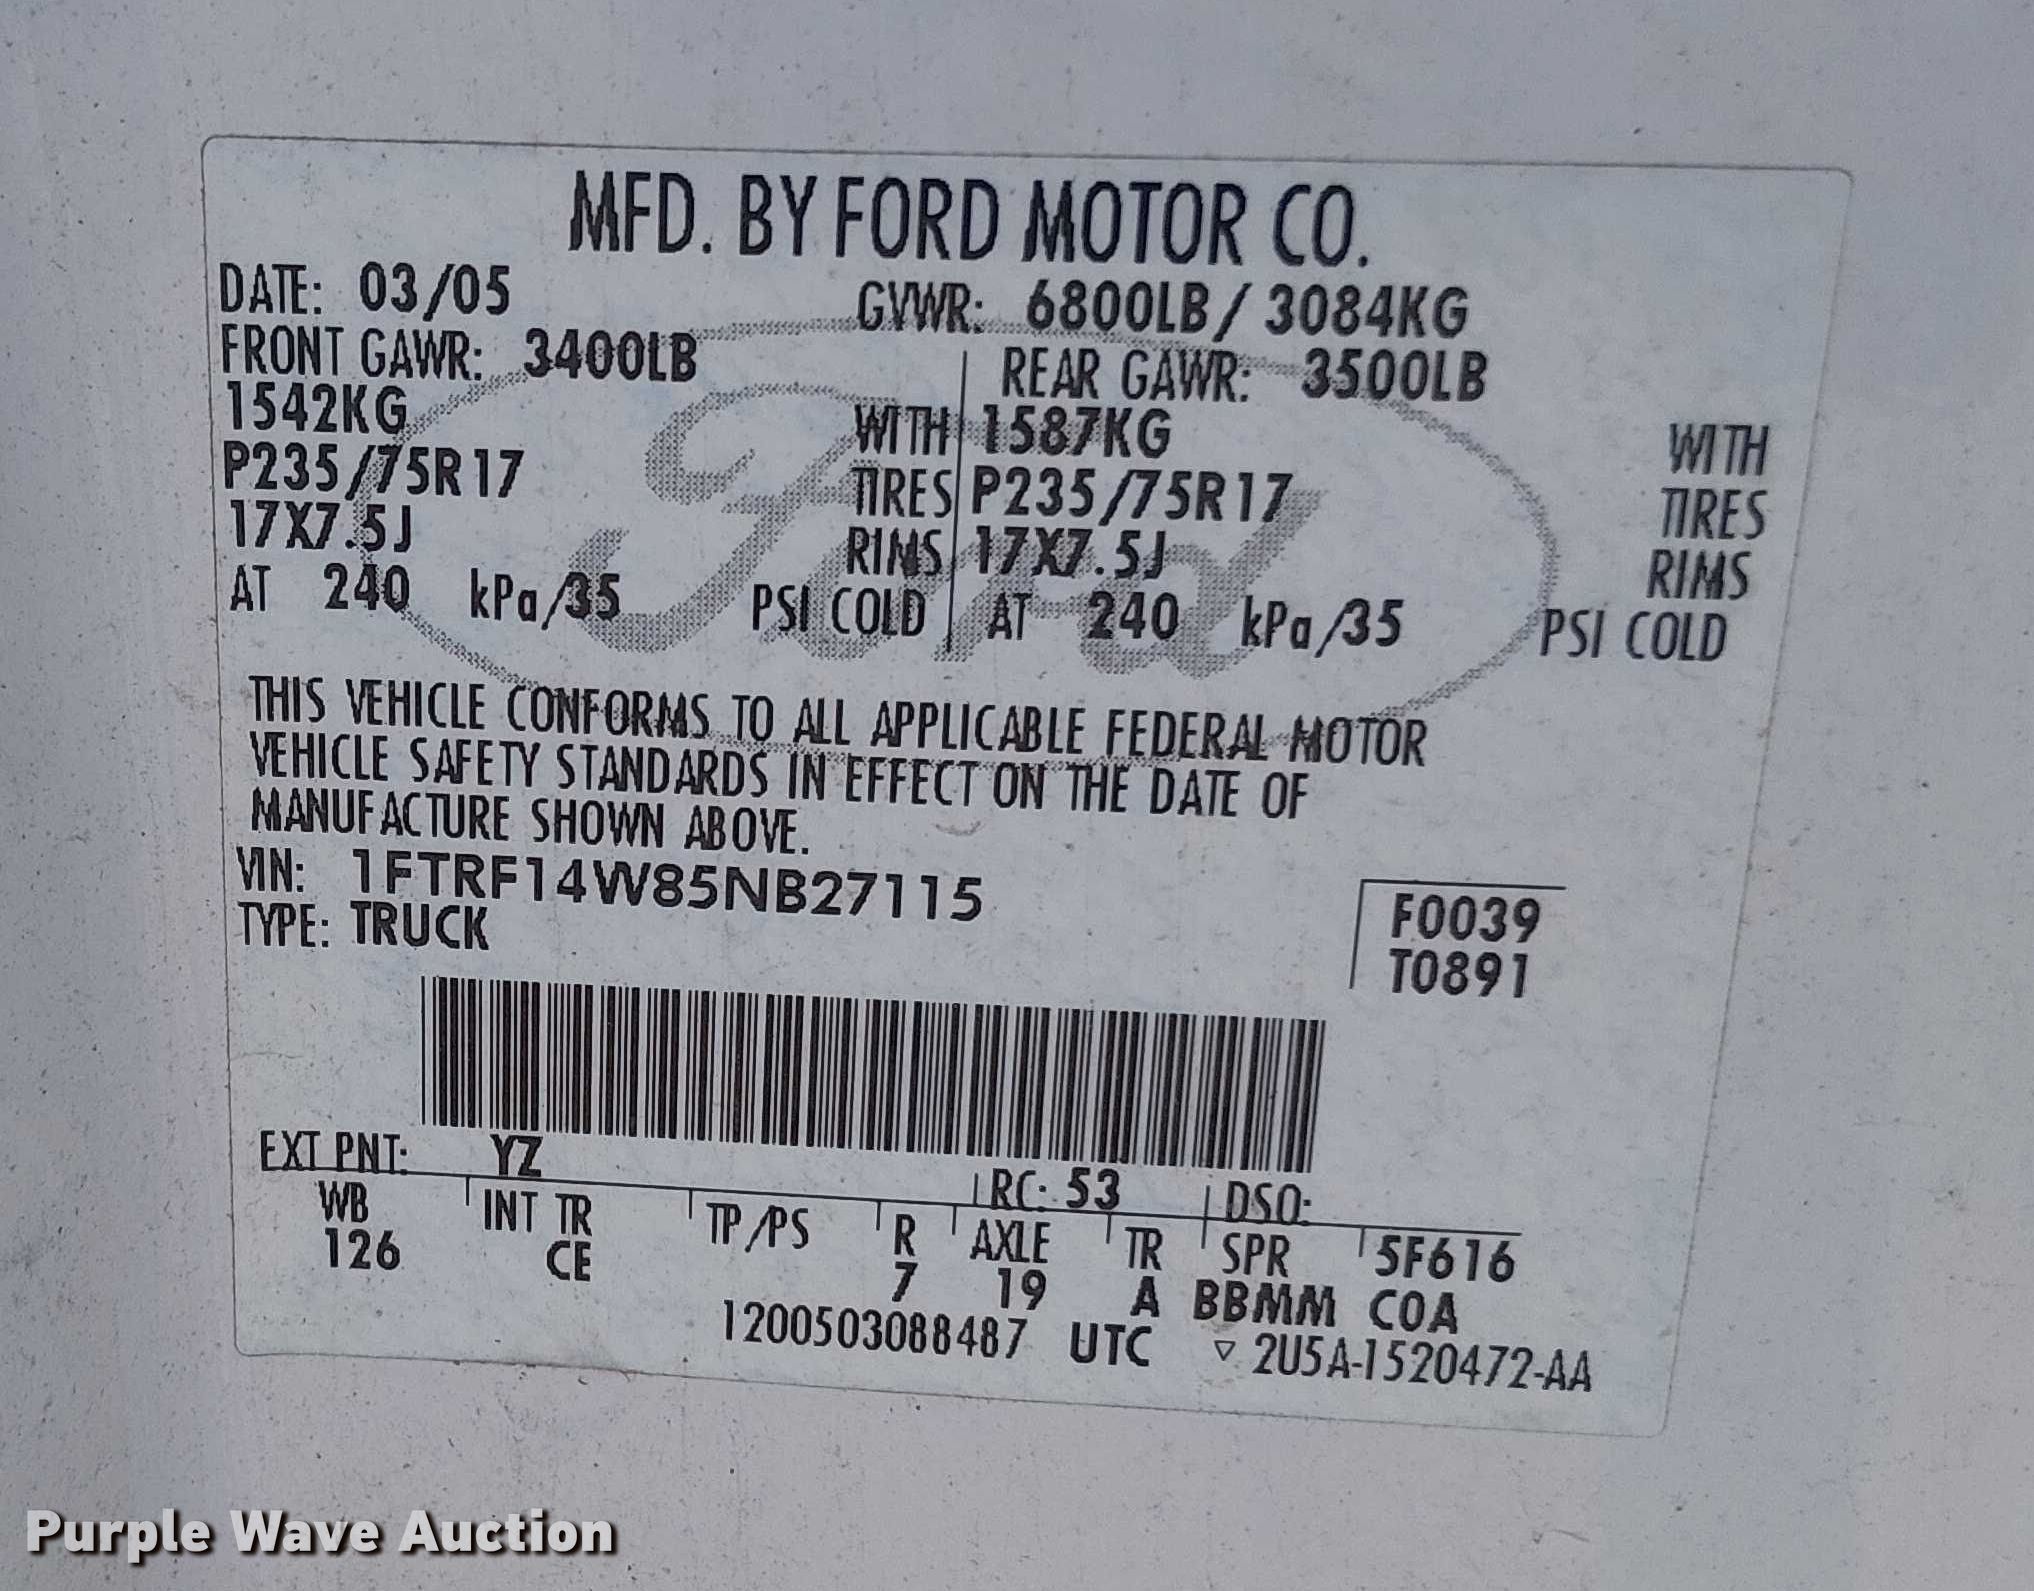 MFD. BY FORD MOTOR CO.
DATE: 03/05 GVWR: 6800LB/ 3084KG
FRONT GAWR: 3400LB REAR GAWR: 3500LB
1542KG WITH 1587KG WITH
P235/75R17 TIRES P235/75R17 TIRES
17X7.5J RIMS 17X7.5J RIMS
AT 240 kPa/35 PSI COLD AT 240 kPa/35 PSI COLD
Ford
THIS VEHICLE CONFORMS TO ALL APPLICABLE FEDERAL MOTOR
VEHICLE SAFETY STANDARDS IN EFFECT ON THE DATE OF
MANUFACTURE SHOWN ABOVE.
VIN: 1FTRF14W85NB27115 F0039
TYPE: TRUCK T0891
EXT PNT: YZ RC: 53 DSO:
WB INT TR TP/PS R AXLE TR SPR 5F616
126 CE 7 19 A BBMM COA
1200503088487 UTC ▽ 2U5A-1520472-AA
Purple Wave Auction